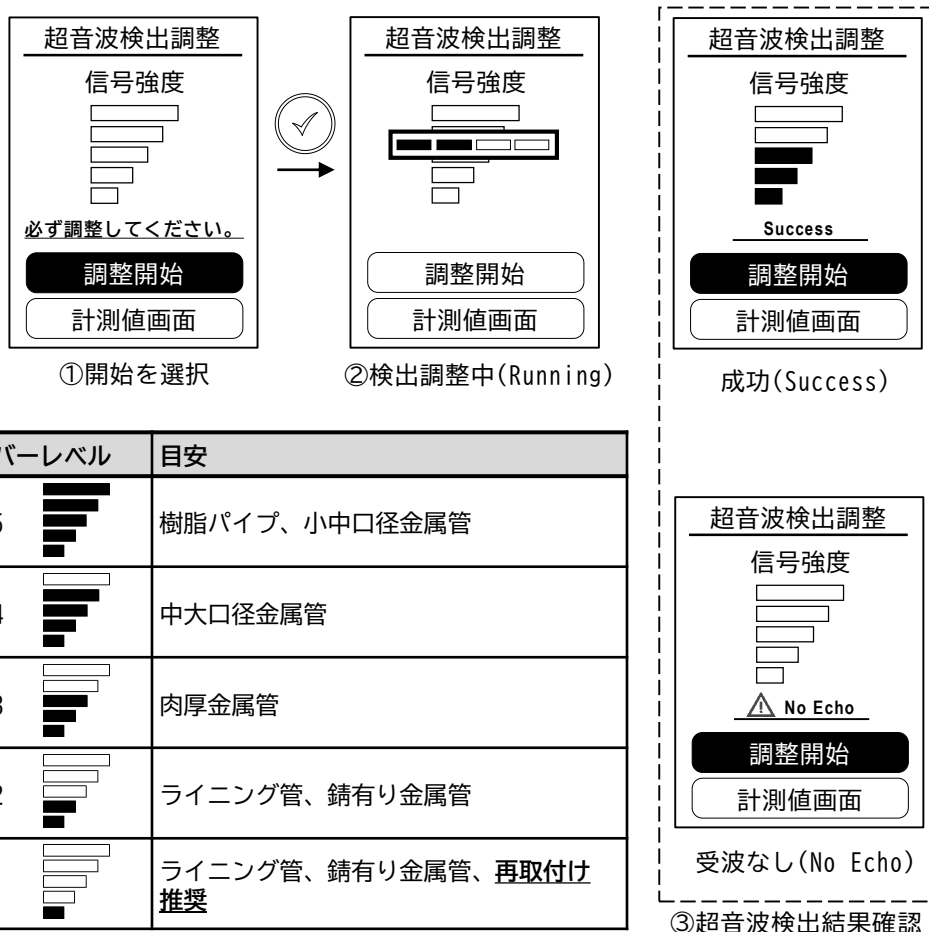 超音波検出調整
信号強度
必ず調整してください。
調整開始
計測値画面
①開始を選択
超音波検出調整
信号強度
調整開始
計測値画面
②検出調整中(Running)
超音波検出調整
信号強度
Success
調整開始
計測値画面
成功(Success)
バーレベル 目安
5 樹脂パイプ、小中口径金属管
4 中大口径金属管
3 肉厚金属管
2 ライニング管、錆有り金属管
ライニング管、錆有り金属管、再取付け
推奨
超音波検出調整
信号強度
No Echo
調整開始
計測値画面
受波なし(No Echo)
③超音波検出結果確認